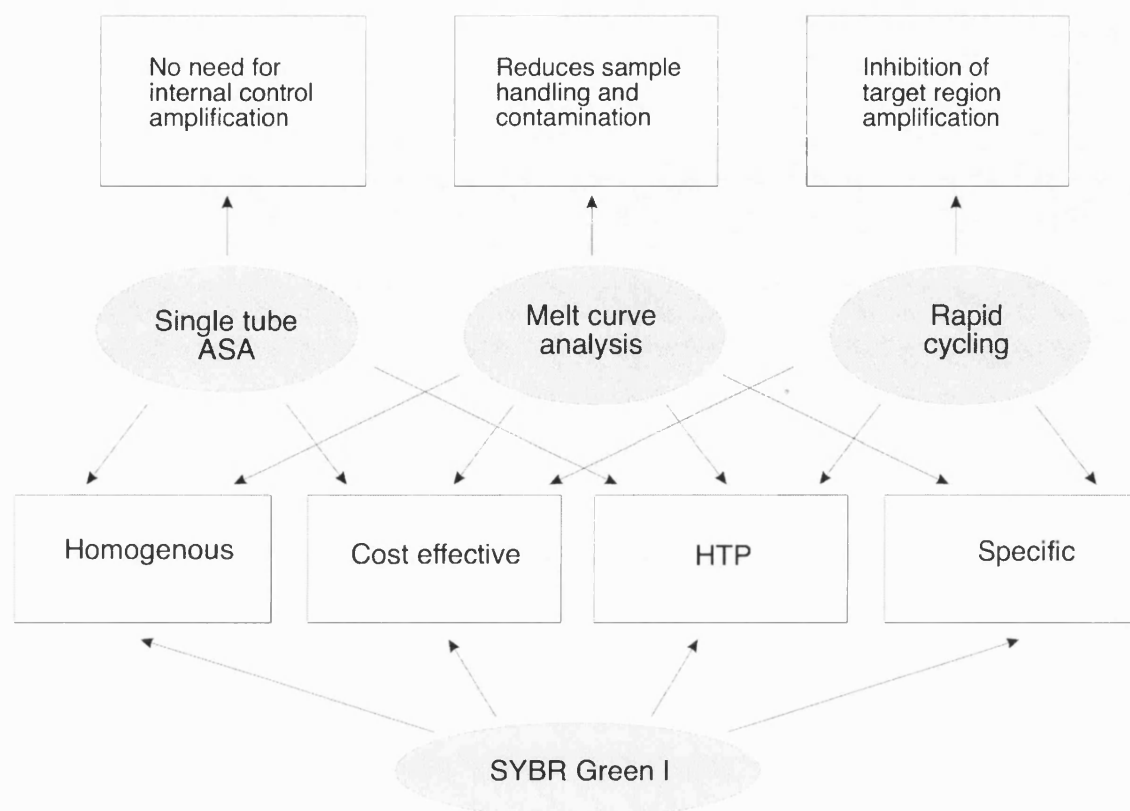 No need for
internal control
amplification
Reduces sample
handling and
contamination
Inhibition of
target region
amplification
Single tube
ASA
Melt curve
analysis
Rapid
cycling
Homogenous
Cost effective
HTP
Specific
SYBR Green I